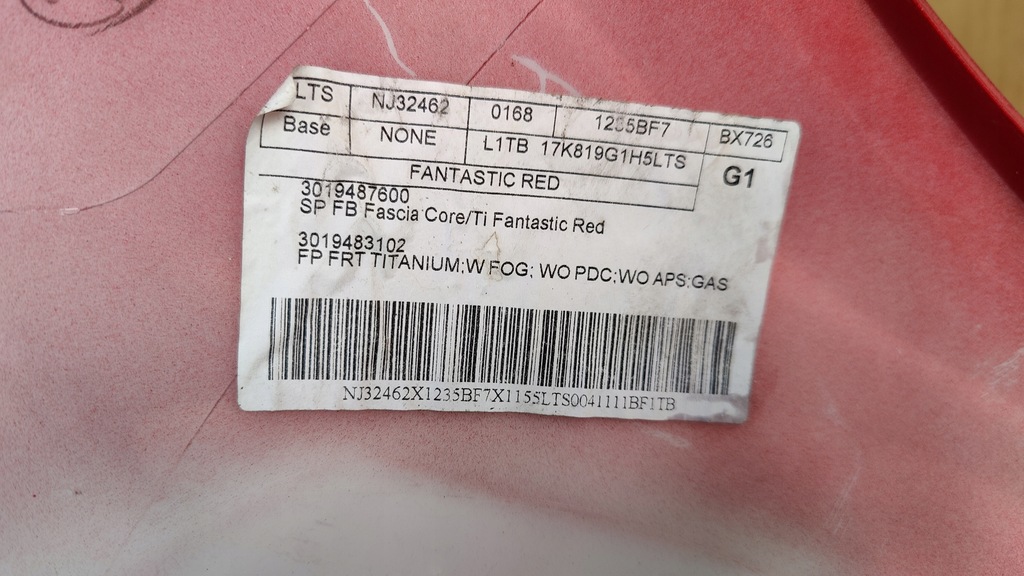 LTS NJ32462 0168 1235BF7 BX726
Base NONE L1TB 17K819G1H5LTS G1
FANTASTIC RED
3019487600
SP FB Fascia Core/Ti Fantastic Red
3019483102
FP FRT TITANIUM;W FOG; WO PDC;WO APS;GAS
NJ32462X1235BF7X1155LTS0041111BF1TB